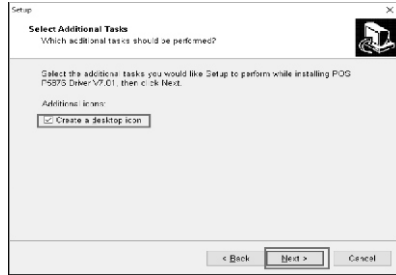 Setup
Select Additional Tasks
Which additional tasks should be performed?
Select the additional tasks you would like Setup to perform while installing POS
Driver V7.01, then click Next.
Additional icons:
Create a desktop icon
< Back
Next >
Cancel